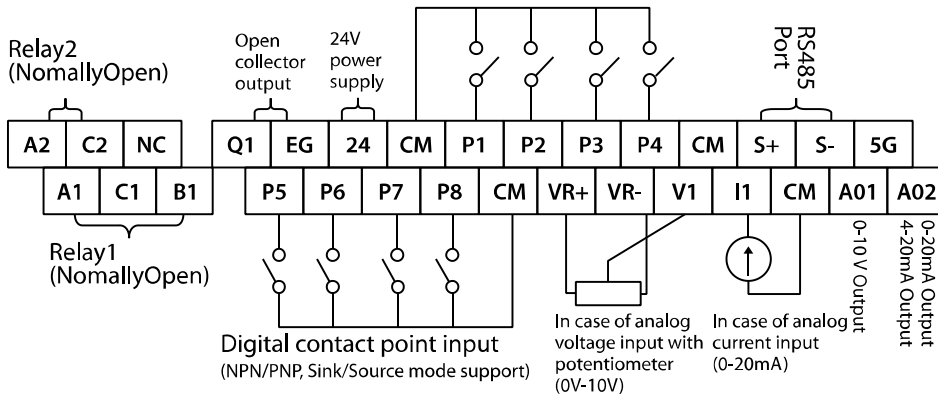 Relay2
(NomallyOpen)
Open
collector
output
24V
power
supply
RS485
Port
A2 C2 NC Q1 EG 24 CM P1 P2 P3 P4 CM S+ S- 5G
A1 C1 B1 P5 P6 P7 P8 CM VR+ VR- V1 I1 CM A01 A02
Relay1
(NomallyOpen)
Digital contact point input
(NPN/PNP, Sink/Source mode support)
In case of analog
voltage input with
potentiometer
(0V-10V)
In case of analog
current input
(0-20mA)
0-10 V Output
0-20mA Output
4-20mA Output